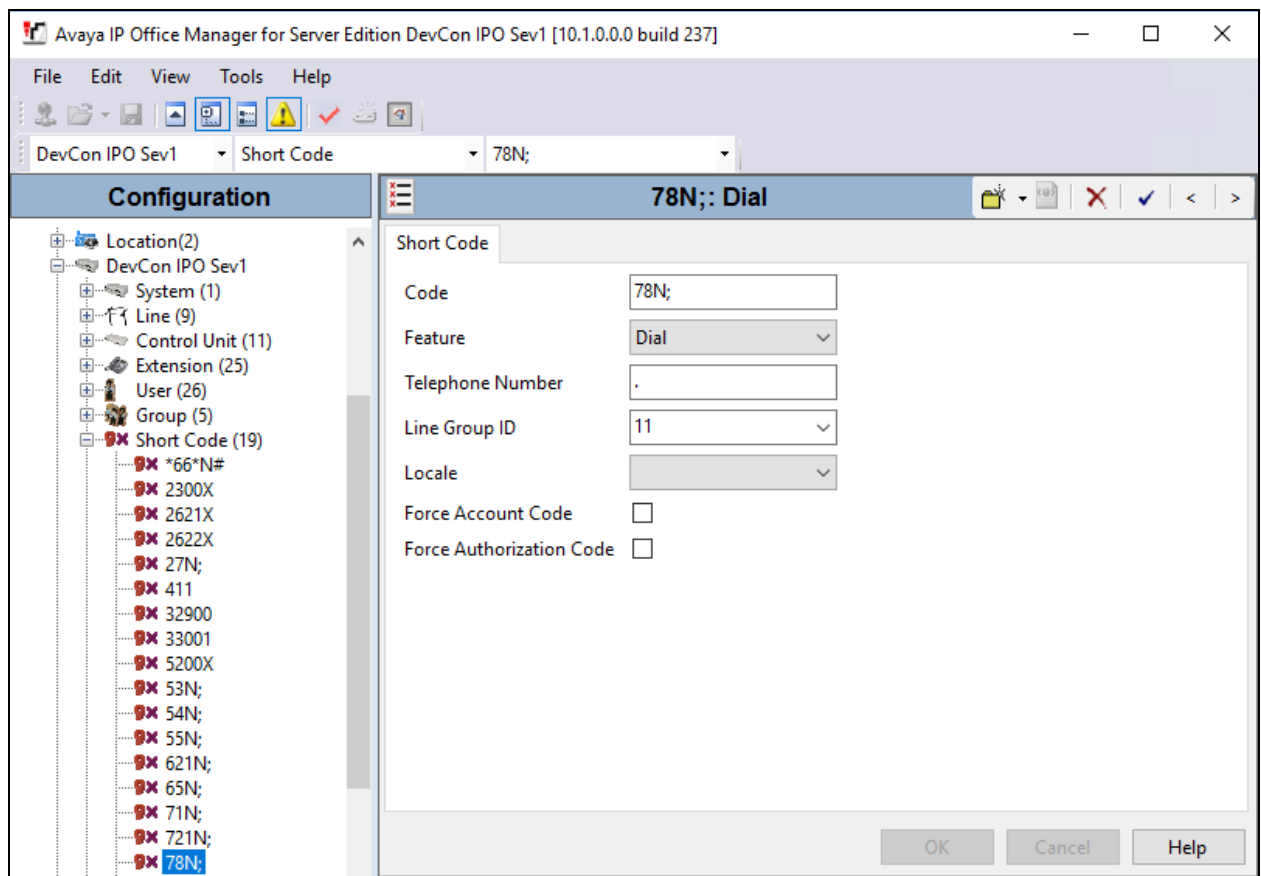 Avaya IP Office Manager for Server Edition DevCon IPO Sev1 [10.1.0.0.0 build 237]
File Edit View Tools Help
DevCon IPO Sev1 Short Code 78N;
Configuration
78N;: Dial
Location(2)
DevCon IPO Sev1
System (1)
Line (9)
Control Unit (11)
Extension (25)
User (26)
Group (5)
Short Code (19)
*66*N#
2300X
2621X
2622X
27N;
411
32900
33001
5200X
53N;
54N;
55N;
621N;
65N;
71N;
721N;
78N;
Short Code
Code 78N;
Feature Dial
Telephone Number .
Line Group ID 11
Locale
Force Account Code
Force Authorization Code
OK Cancel Help